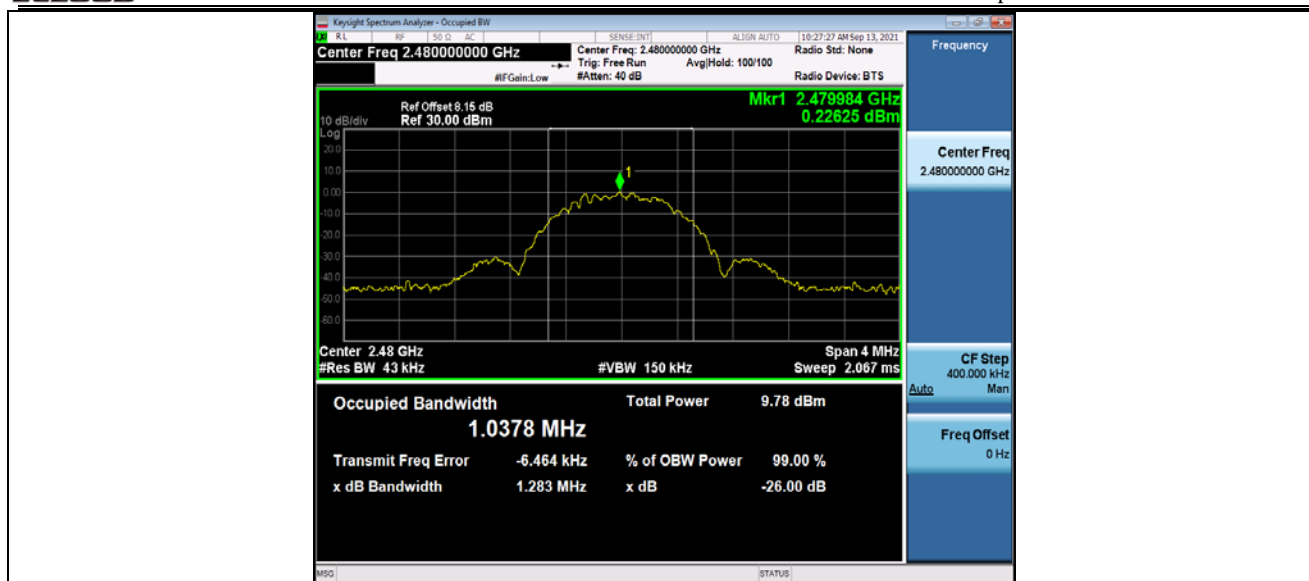 Keysight Spectrum Analyzer - Occupied BW
RL RF 50 Ω AC SENSE:INT ALIGN AUTO 10:27:27 AM Sep 13, 2021
Center Freq 2.480000000 GHz
Center Freq: 2.480000000 GHz
Radio Std: None
Trig: Free Run Avg|Hold: 100/100
#IFGain:Low #Atten: 40 dB Radio Device: BTS
Frequency
Mkr1 2.479984 GHz
0.22625 dBm
Ref Offset 8.15 dB
10 dB/div Ref 30.00 dBm
Log
20.0
10.0
0.00
-10.0
-20.0
-30.0
-40.0
-50.0
-60.0
1
Center 2.48 GHz Span 4 MHz
#Res BW 43 kHz #VBW 150 kHz Sweep 2.067 ms
Occupied Bandwidth Total Power 9.78 dBm
1.0378 MHz
Transmit Freq Error -6.464 kHz % of OBW Power 99.00 %
x dB Bandwidth 1.283 MHz x dB -26.00 dB
Center Freq
2.480000000 GHz
CF Step
400.000 kHz
Auto Man
Freq Offset
0 Hz
MSG STATUS